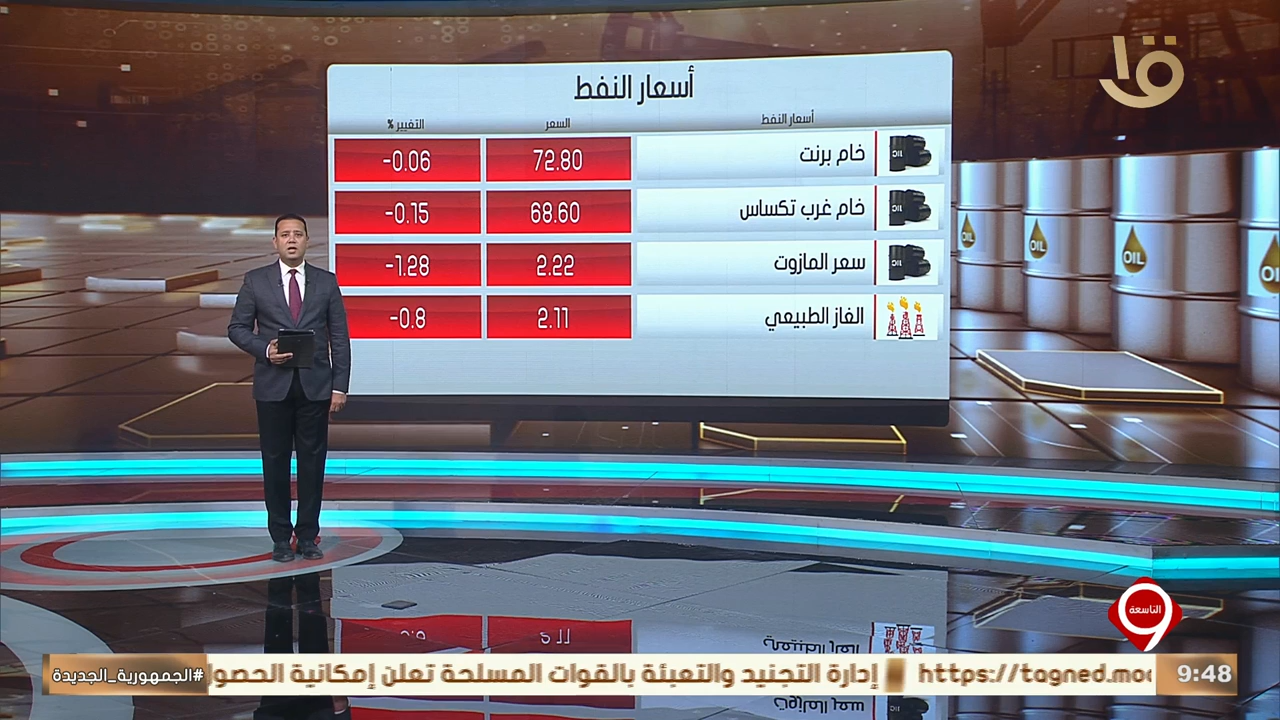 أسعار النفط
أسعار النفط السعر التغيير %
خام برنت 72.80 -0.06
خام غرب تكساس 68.60 -0.15
سعر المازوت 2.22 -1.28
الغاز الطبيعي 2.11 -0.8
OIL
OIL
OIL
التاسعة
9
9:48
https://tagned.mod
إدارة التجنيد والتعبئة بالقوات المسلحة تعلن إمكانية
#الجمهورية_الجديدة